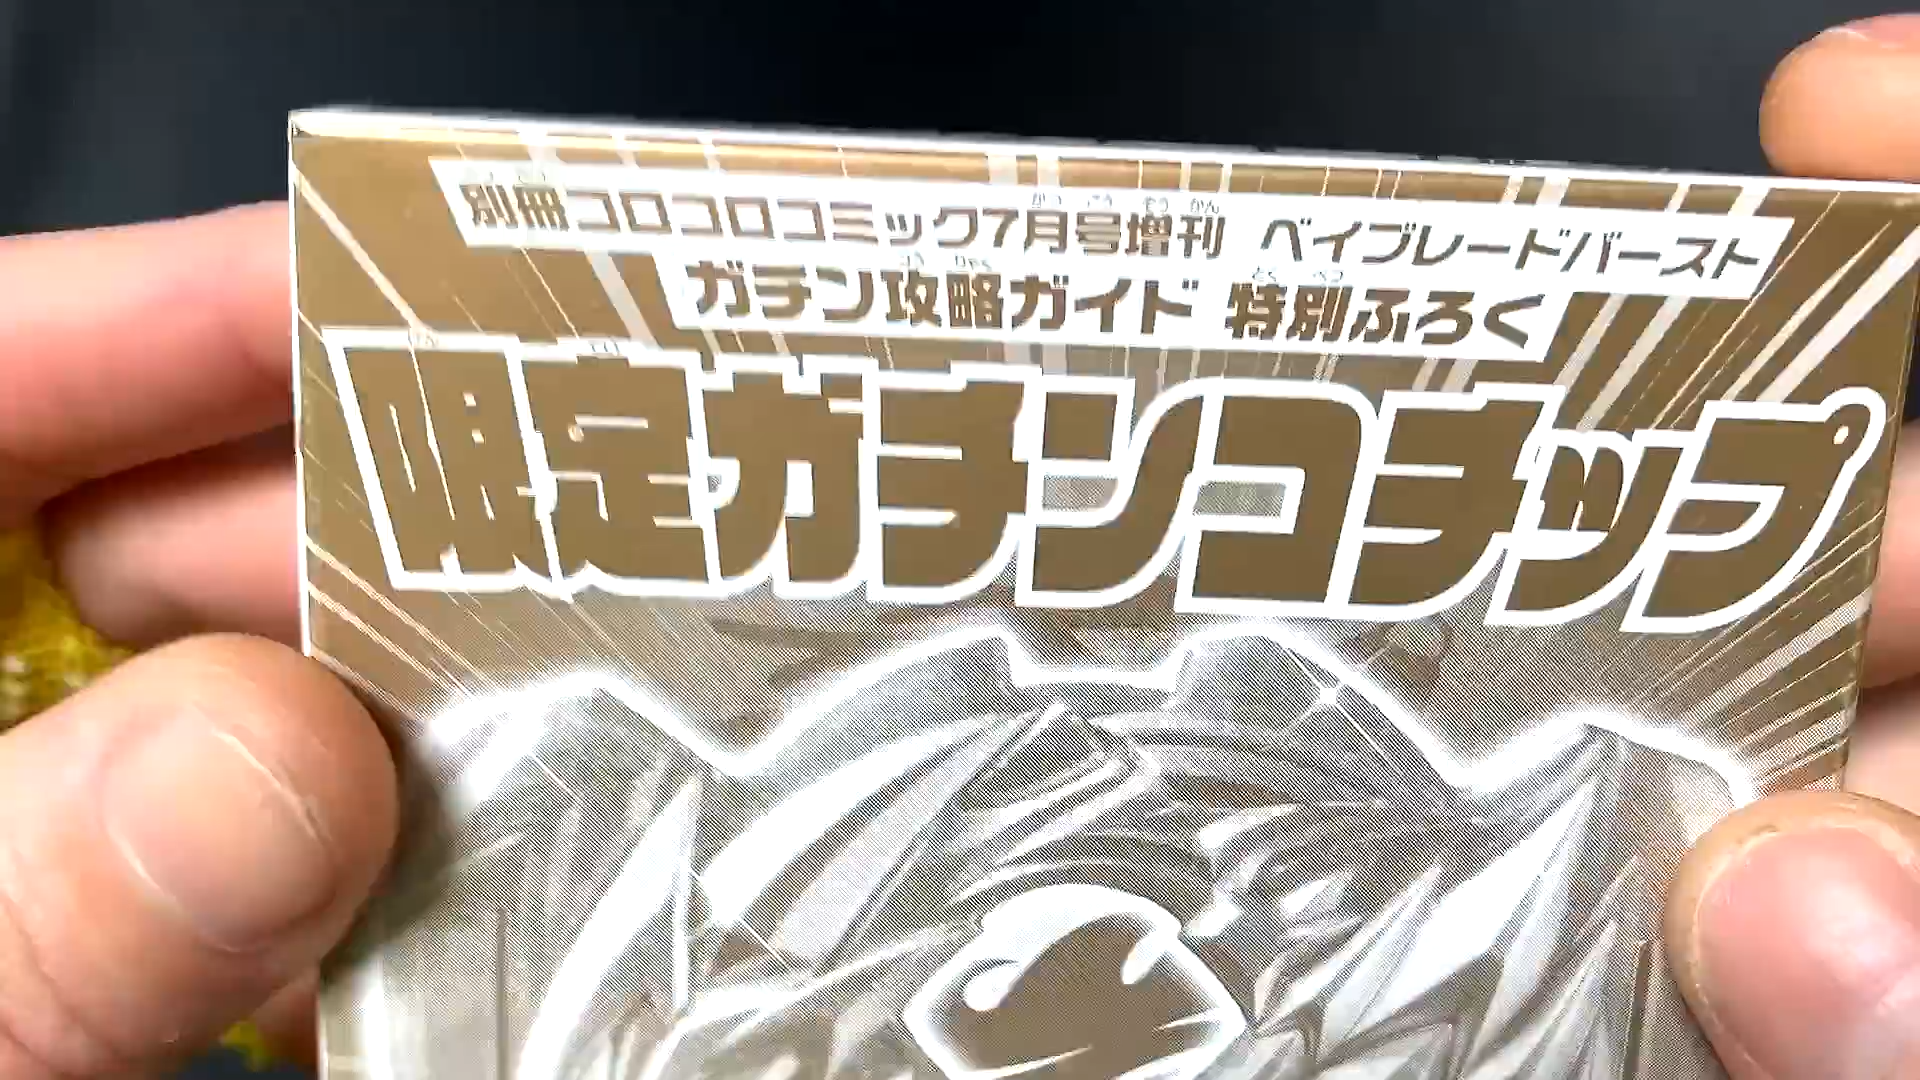 別冊コロコロコミック7月号増刊 ベイブレードバースト
ガチン攻略ガイド 特別ふろく
限定ガチンコチップ